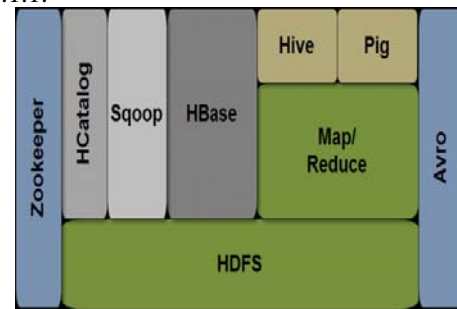 Zookeeper
HCatalog
Sqoop
HBase
Hive
Pig
Map/
Reduce
Avro
HDFS